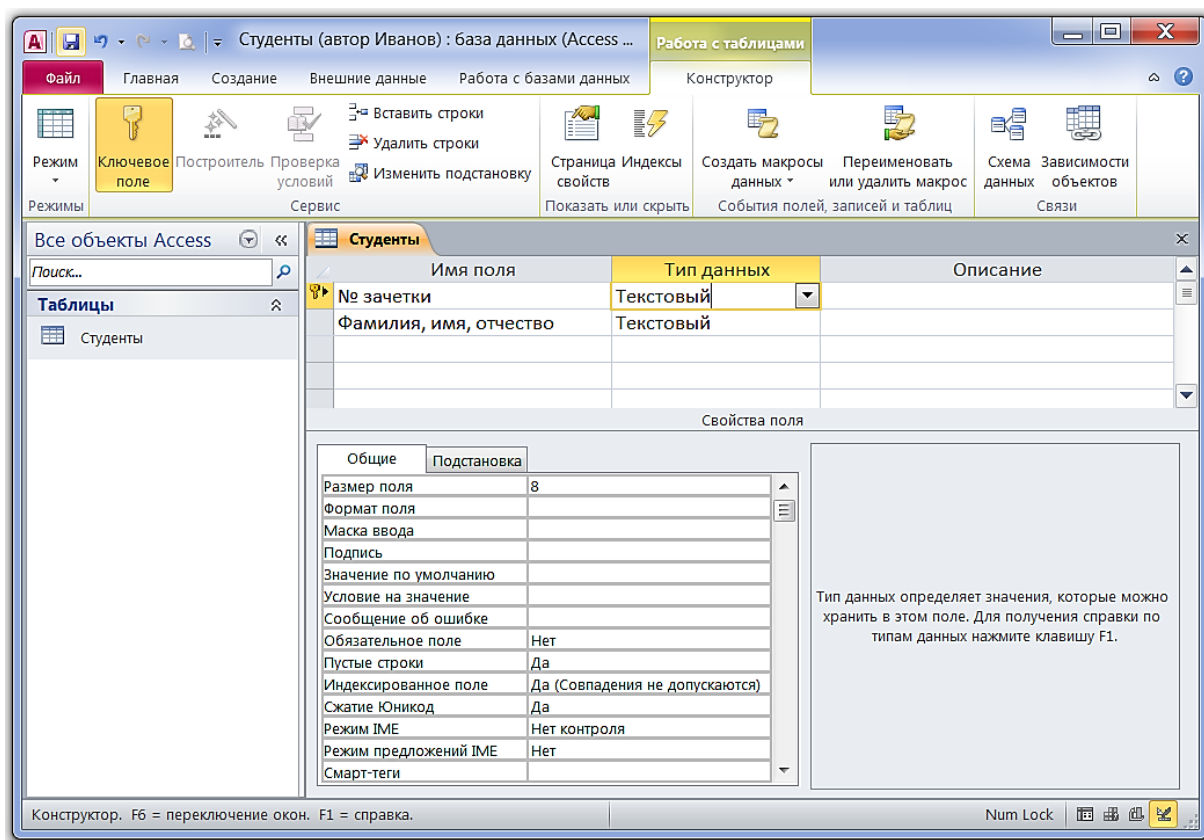 Студенты (автор Иванов) : база данных (Access ...
Работа с таблицами
Файл Главная Создание Внешние данные Работа с базами данных Конструктор
Режим
Ключевое поле
Построитель
Проверка условий
Вставить строки
Удалить строки
Изменить подстановку
Страница свойств
Индексы
Создать макросы данных
Переименовать или удалить макрос
Схема данных
Зависимости объектов
Режимы Сервис Показать или скрыть События полей, записей и таблиц Связи
Все объекты Access
Поиск...
Таблицы
Студенты
Студенты
Имя поля Тип данных Описание
№ зачетки Текстовый
Фамилия, имя, отчество Текстовый
Свойства поля
Общие Подстановка
Размер поля 8
Формат поля
Маска ввода
Подпись
Значение по умолчанию
Условие на значение
Сообщение об ошибке
Обязательное поле Нет
Пустые строки Да
Индексированное поле Да (Совпадения не допускаются)
Сжатие Юникод Да
Режим IME Нет контроля
Режим предложений IME Нет
Смарт-теги
Тип данных определяет значения, которые можно
хранить в этом поле. Для получения справки по
типам данных нажмите клавишу F1.
Конструктор. F6 = переключение окон. F1 = справка. Num Lock